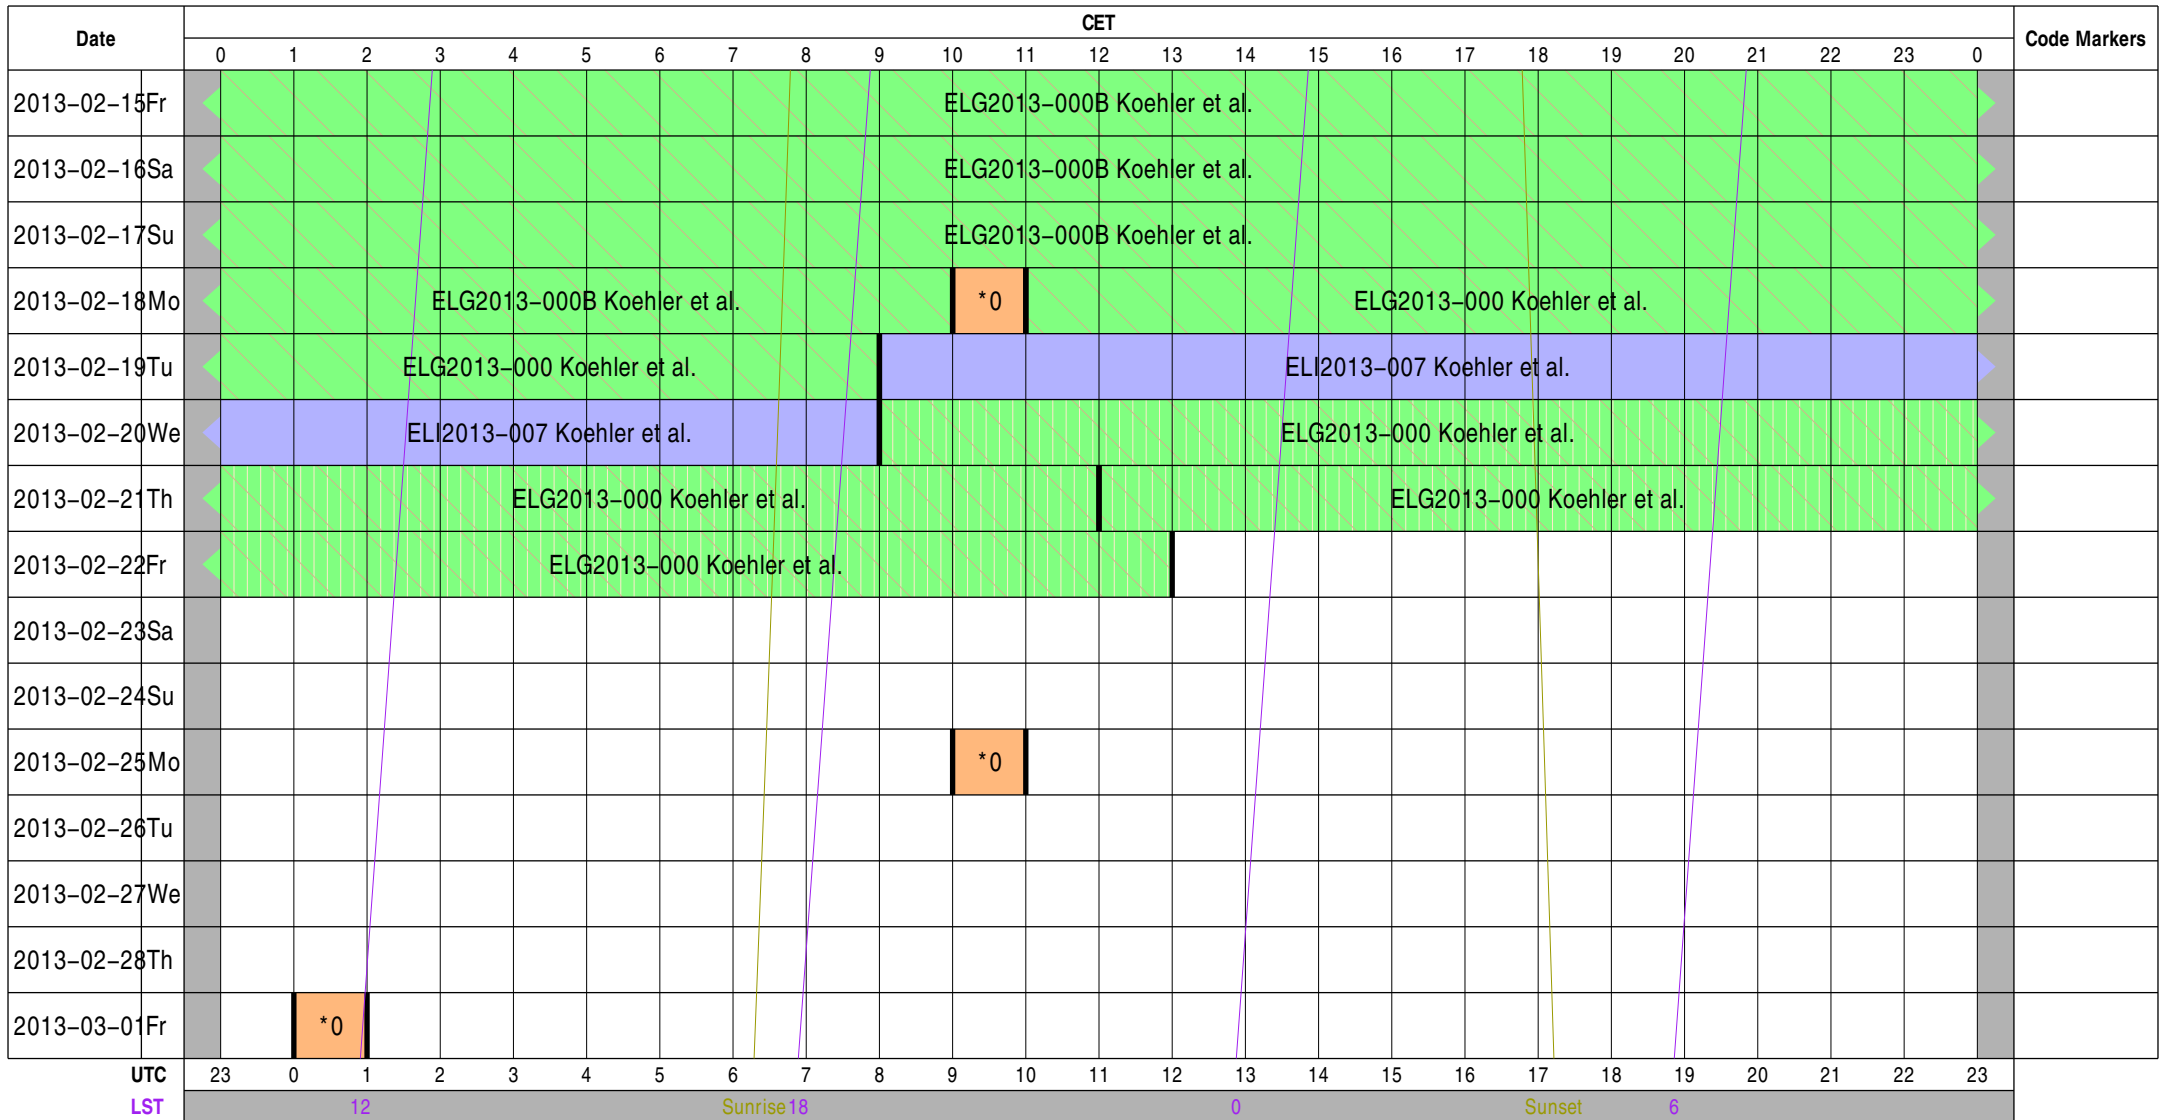 Date CET Code Markers
0 1 2 3 4 5 6 7 8 9 10 11 12 13 14 15 16 17 18 19 20 21 22 23 0
2013-02-15Fr ELG2013-000B Koehler et al.
2013-02-16Sa ELG2013-000B Koehler et al.
2013-02-17Su ELG2013-000B Koehler et al.
2013-02-18Mo ELG2013-000B Koehler et al. *0 ELG2013-000 Koehler et al.
2013-02-19Tu ELG2013-000 Koehler et al. ELI2013-007 Koehler et al.
2013-02-20We ELI2013-007 Koehler et al. ELG2013-000 Koehler et al.
2013-02-21Th ELG2013-000 Koehler et al. ELG2013-000 Koehler et al.
2013-02-22Fr ELG2013-000 Koehler et al.
2013-02-23Sa
2013-02-24Su
2013-02-25Mo *0
2013-02-26Tu
2013-02-27We
2013-02-28Th
2013-03-01Fr *0
UTC 23 0 1 2 3 4 5 6 7 8 9 10 11 12 13 14 15 16 17 18 19 20 21 22 23
LST 12 Sunrise 18 0 Sunset 6